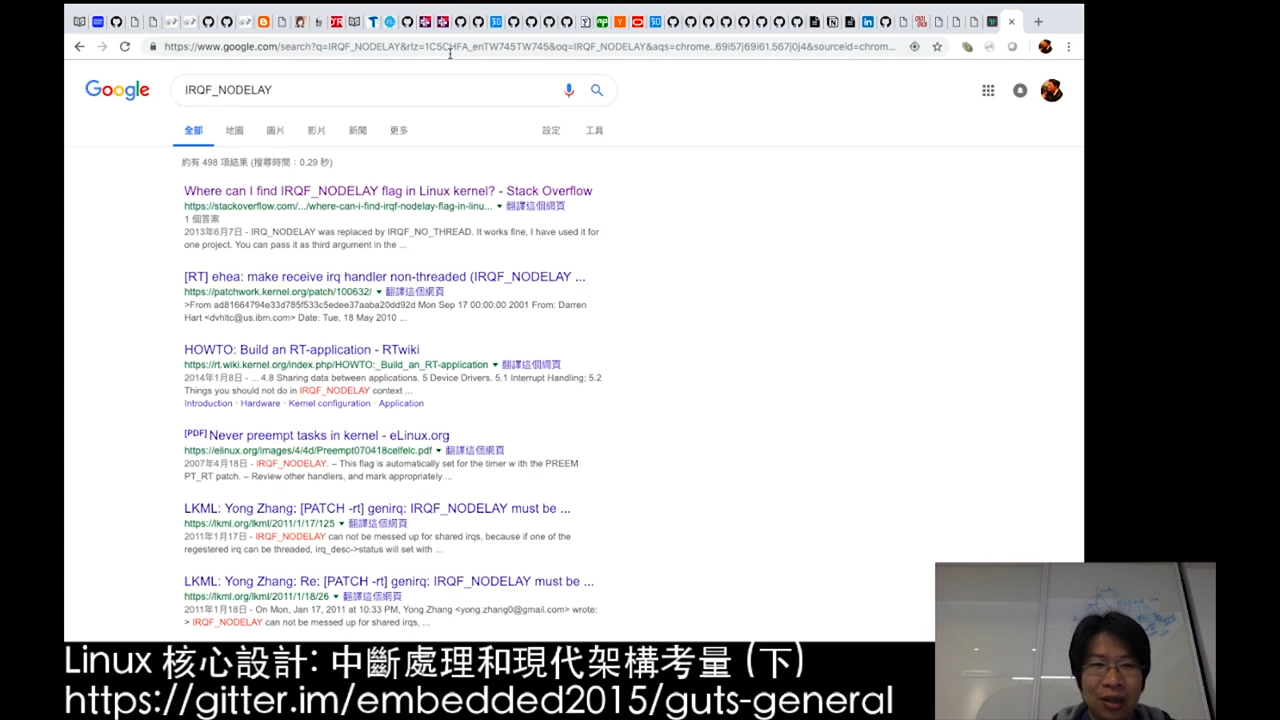 https://www.google.com/search?q=IRQF_NODELAY&rlz=1C5CHFA_enTW745TW745&oq=IRQF_NODELAY&aqs=chrome..69i57j69i61.567j0j4&sourceid=chrom...
Google
IRQF_NODELAY
全部 地圖 圖片 影片 新聞 更多 設定 工具
約有 498 項結果 (搜尋時間：0.29 秒)
Where can I find IRQF_NODELAY flag in Linux kernel? - Stack Overflow
https://stackoverflow.com/.../where-can-i-find-irqf-nodelay-flag-in-linu... ▼ 翻譯這個網頁
1 個答案
2013年6月7日 - IRQ_NODELAY was replaced by IRQF_NO_THREAD. It works fine, I have used it for
one project. You can pass it as third argument in the ...
[RT] ehea: make receive irq handler non-threaded (IRQF_NODELAY ...
https://patchwork.kernel.org/patch/100632/ ▼ 翻譯這個網頁
>From ad81664794e33d785f533c5edee37aaba20dd92d Mon Sep 17 00:00:00 2001 From: Darren
Hart <dvhltc@us.ibm.com> Date: Tue, 18 May 2010 ...
HOWTO: Build an RT-application - RTwiki
https://rt.wiki.kernel.org/index.php/HOWTO:_Build_an_RT-application ▼ 翻譯這個網頁
2014年1月8日 - ... 4.8 Sharing data between applications. 5 Device Drivers. 5.1 Interrupt Handling; 5.2
Things you should not do in IRQF_NODELAY context ...
Introduction · Hardware · Kernel configuration · Application
[PDF] Never preempt tasks in kernel - eLinux.org
https://elinux.org/images/4/4d/Preempt070418celfelc.pdf ▼ 翻譯這個網頁
2007年4月18日 - IRQF_NODELAY. – This flag is automatically set for the timer w ith the PREEM
PT_RT patch. – Review other handlers, and mark appropriately ...
LKML: Yong Zhang: [PATCH -rt] genirq: IRQF_NODELAY must be ...
https://lkml.org/lkml/2011/1/17/125 ▼ 翻譯這個網頁
2011年1月17日 - IRQF_NODELAY can not be messed up for shared irqs, because if one of the
regestered irq can be threaded, irq_desc->status will set with ...
LKML: Yong Zhang: Re: [PATCH -rt] genirq: IRQF_NODELAY must be ...
https://lkml.org/lkml/2011/1/18/26 ▼ 翻譯這個網頁
2011年1月18日 - On Mon, Jan 17, 2011 at 10:33 PM, Yong Zhang <yong.zhang0@gmail.com> wrote:
> IRQF_NODELAY can not be messed up for shared irqs, ...
Linux 核心設計: 中斷處理和現代架構考量 (下)
https://gitter.im/embedded2015/guts-general